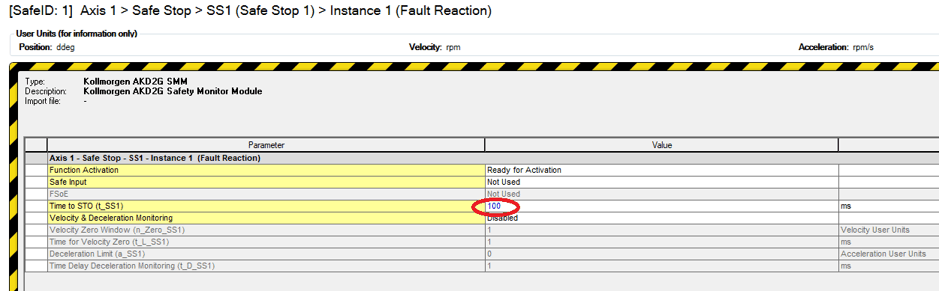 [SafeID: 1] Axis 1 > Safe Stop > SS1 (Safe Stop 1) > Instance 1 (Fault Reaction)
User Units (for information only)
Position: ddeg Velocity: rpm Acceleration: rpm/s
Type: Kollmorgen AKD2G SMM
Description: Kollmorgen AKD2G Safety Monitor Module
Import file: -
Parameter Value
Axis 1 - Safe Stop - SS1 - Instance 1 (Fault Reaction)
Function Activation Ready for Activation
Safe Input Not Used
FSoE Not Used
Time to STO (t_SS1) 100 ms
Velocity & Deceleration Monitoring Disabled
Velocity Zero Window (n_Zero_SS1) 1 Velocity User Units
Time for Velocity Zero (t_L_SS1) 1 ms
Deceleration Limit (a_SS1) 0 Acceleration User Units
Time Delay Deceleration Monitoring (t_D_SS1) 1 ms